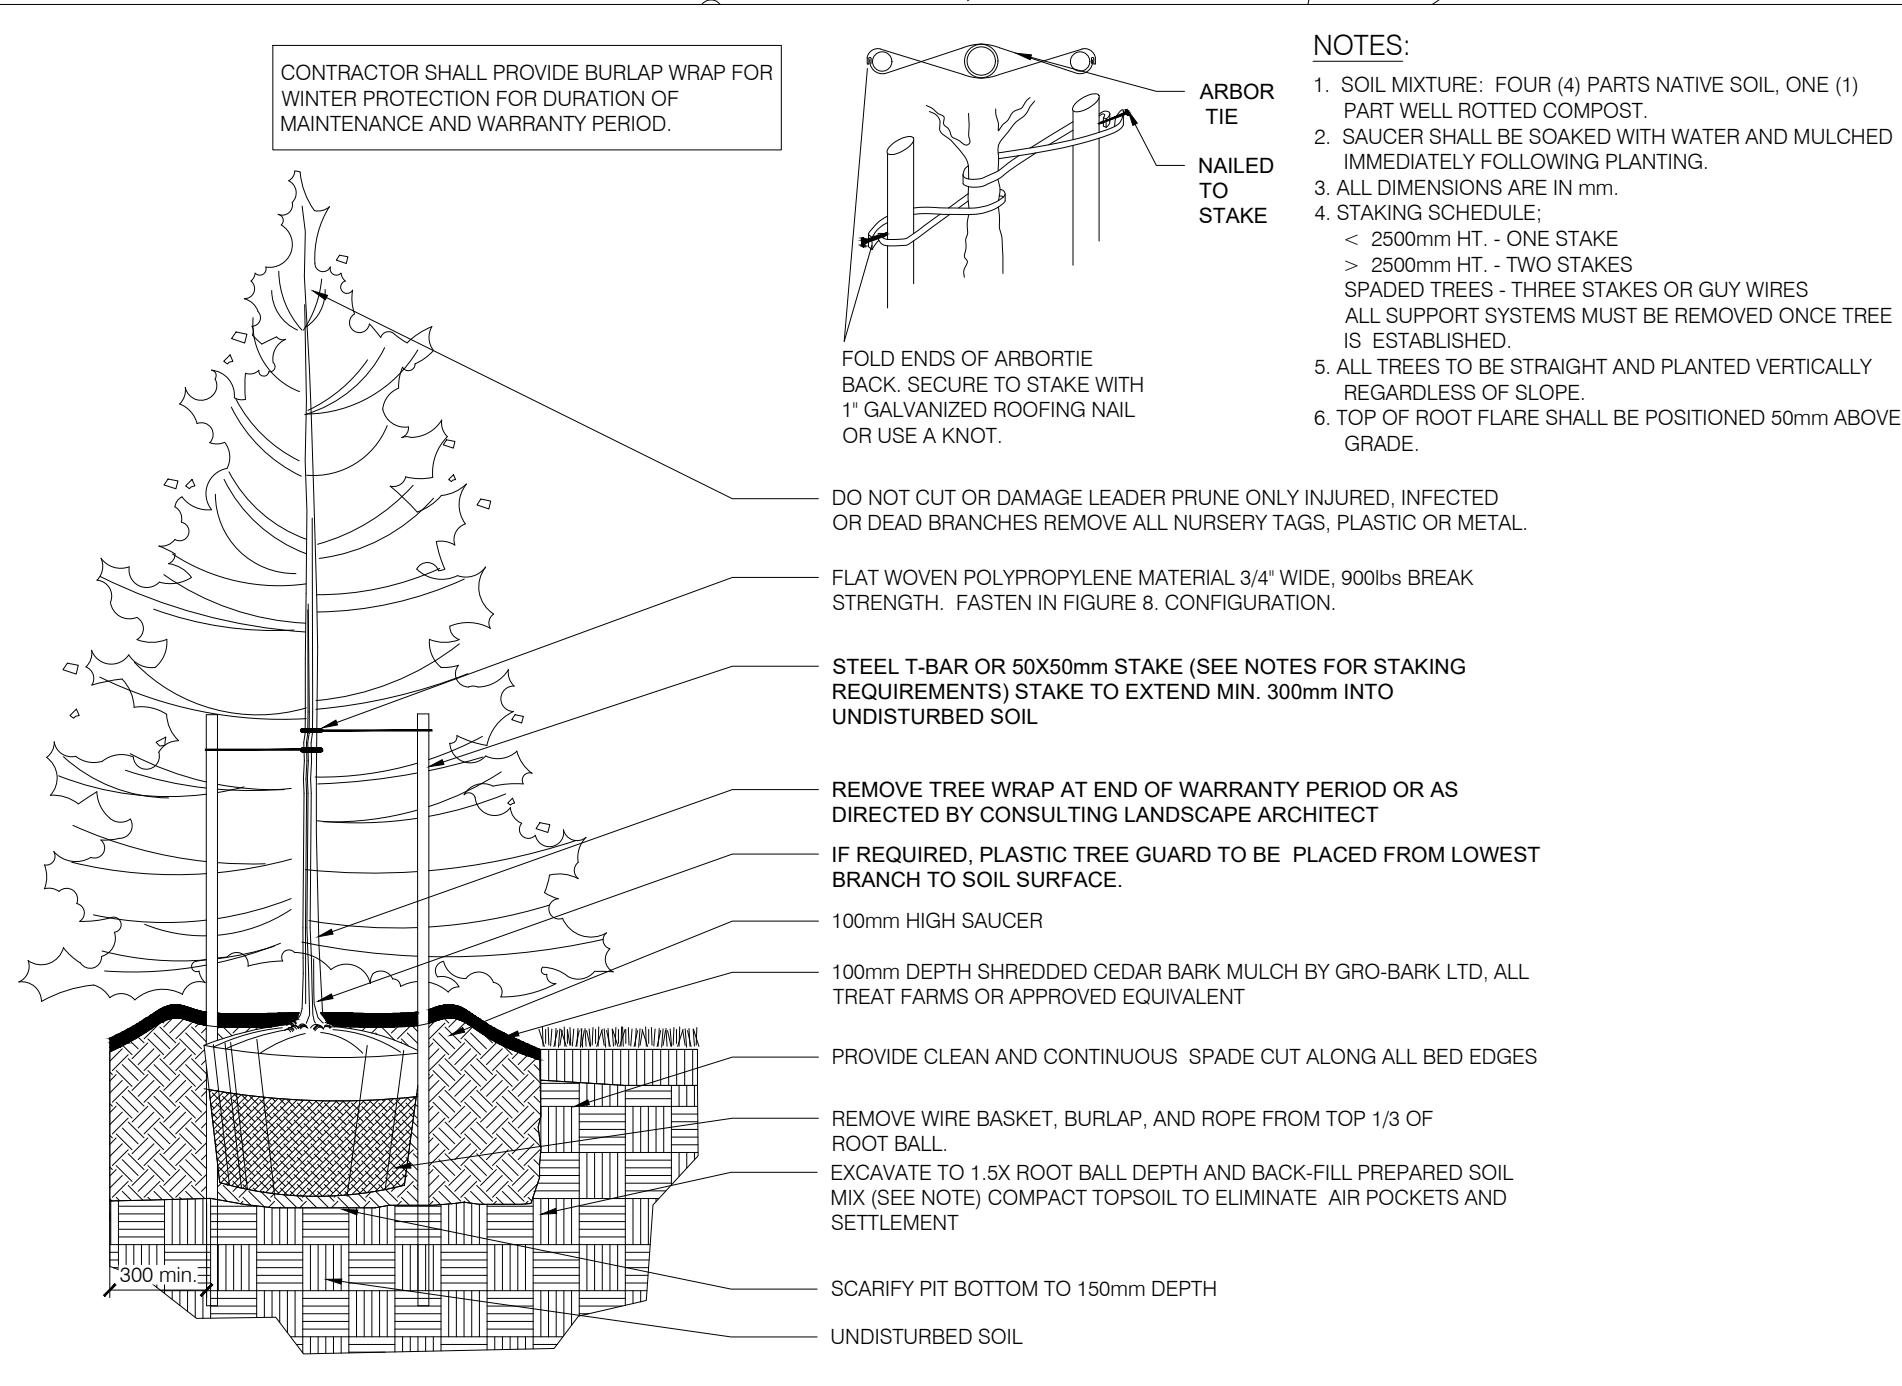 CONTRACTOR SHALL PROVIDE BURLAP WRAP FOR
WINTER PROTECTION FOR DURATION OF
MAINTENANCE AND WARRANTY PERIOD.
ARBOR
TIE
NAILED
TO
STAKE
FOLD ENDS OF ARBORTIE
BACK. SECURE TO STAKE WITH
1" GALVANIZED ROOFING NAIL
OR USE A KNOT.
NOTES:
1. SOIL MIXTURE: FOUR (4) PARTS NATIVE SOIL, ONE (1)
PART WELL ROTTED COMPOST.
2. SAUCER SHALL BE SOAKED WITH WATER AND MULCHED
IMMEDIATELY FOLLOWING PLANTING.
3. ALL DIMENSIONS ARE IN mm.
4. STAKING SCHEDULE;
< 2500mm HT. - ONE STAKE
> 2500mm HT. - TWO STAKES
SPADED TREES - THREE STAKES OR GUY WIRES
ALL SUPPORT SYSTEMS MUST BE REMOVED ONCE TREE
IS ESTABLISHED.
5. ALL TREES TO BE STRAIGHT AND PLANTED VERTICALLY
REGARDLESS OF SLOPE.
6. TOP OF ROOT FLARE SHALL BE POSITIONED 50mm ABOVE
GRADE.
DO NOT CUT OR DAMAGE LEADER PRUNE ONLY INJURED, INFECTED
OR DEAD BRANCHES REMOVE ALL NURSERY TAGS, PLASTIC OR METAL.
FLAT WOVEN POLYPROPYLENE MATERIAL 3/4" WIDE, 900lbs BREAK
STRENGTH. FASTEN IN FIGURE 8. CONFIGURATION.
STEEL T-BAR OR 50X50mm STAKE (SEE NOTES FOR STAKING
REQUIREMENTS) STAKE TO EXTEND MIN. 300mm INTO
UNDISTURBED SOIL
REMOVE TREE WRAP AT END OF WARRANTY PERIOD OR AS
DIRECTED BY CONSULTING LANDSCAPE ARCHITECT
IF REQUIRED, PLASTIC TREE GUARD TO BE PLACED FROM LOWEST
BRANCH TO SOIL SURFACE.
100mm HIGH SAUCER
100mm DEPTH SHREDDED CEDAR BARK MULCH BY GRO-BARK LTD, ALL
TREAT FARMS OR APPROVED EQUIVALENT
PROVIDE CLEAN AND CONTINUOUS SPADE CUT ALONG ALL BED EDGES
REMOVE WIRE BASKET, BURLAP, AND ROPE FROM TOP 1/3 OF
ROOT BALL.
EXCAVATE TO 1.5X ROOT BALL DEPTH AND BACK-FILL PREPARED SOIL
MIX (SEE NOTE) COMPACT TOPSOIL TO ELIMINATE AIR POCKETS AND
SETTLEMENT
300 min.
SCARIFY PIT BOTTOM TO 150mm DEPTH
UNDISTURBED SOIL